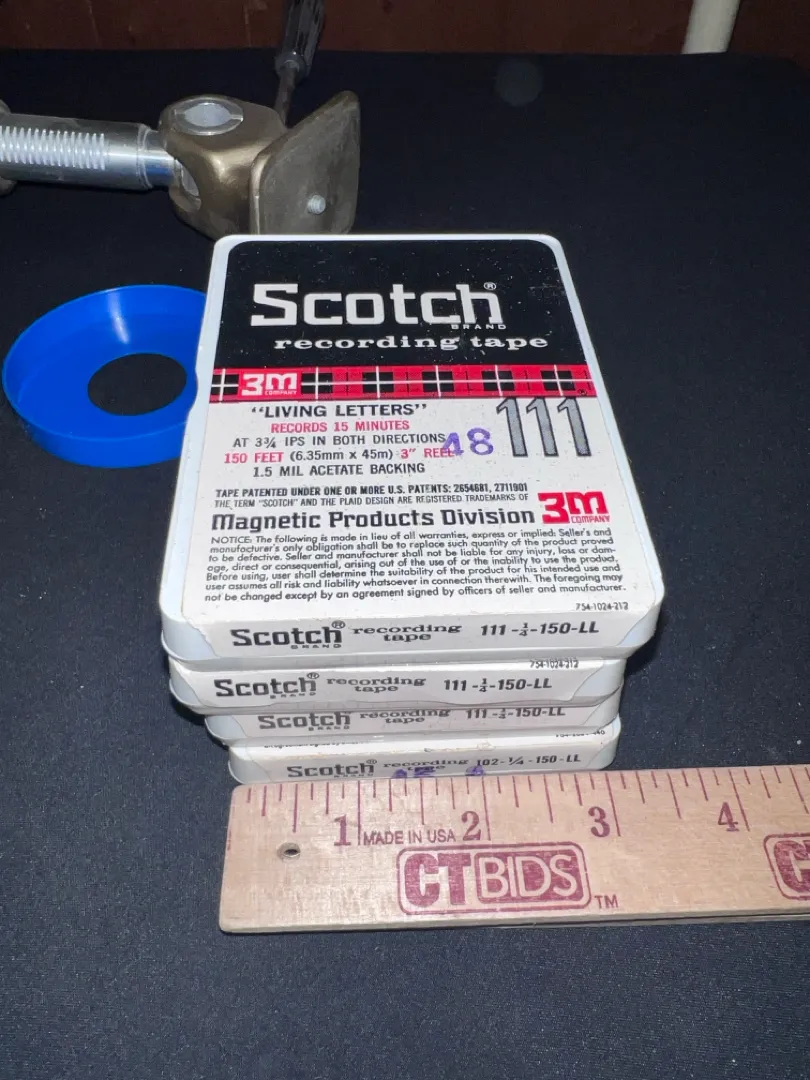 Scotch®
BRAND
recording tape
3M
COMPANY
"LIVING LETTERS"
RECORDS 15 MINUTES
AT 3¾ IPS IN BOTH DIRECTIONS
111
48
150 FEET (6.35mm x 45m) 3" REEL
1.5 MIL ACETATE BACKING
TAPE PATENTED UNDER ONE OR MORE U.S. PATENTS: 2654681, 2711901
THE TERM "SCOTCH" AND THE PLAID DESIGN ARE REGISTERED TRADEMARKS OF
Magnetic Products Division 3M
COMPANY
NOTICE: The following is made in lieu of all warranties, express or implied: Seller's and
manufacturer's only obligation shall be to replace such quantity of the product proved
to be defective. Seller and manufacturer shall not be liable for any injury, loss or dam-
age, direct or consequential, arising out of the use of or the inability to use the product.
Before using, user shall determine the suitability of the product for his intended use and
user assumes all risk and liability whatsoever in connection therewith. The foregoing may
not be changed except by an agreement signed by officers of seller and manufacturer.
754-1024-212
Scotch® recording tape 111-¼-150-LL
BRAND
754-1024-212
Scotch® recording tape 111-¼-150-LL
BRAND
Scotch® recording tape 111-¼-150-LL
BRAND
Scotch® recording 102-¼-150-LL
1 MADE IN USA 2 3 4
CTBIDS™